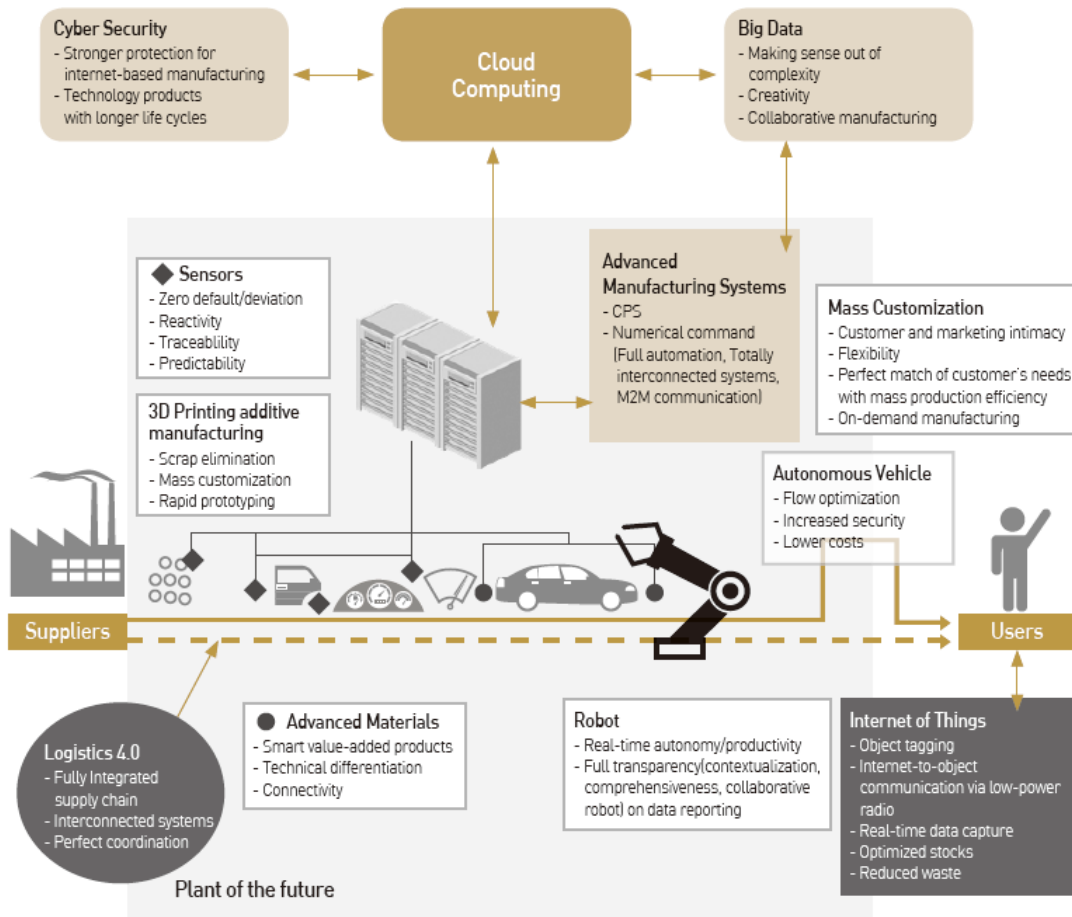 Cyber Security
- Stronger protection for
internet-based manufacturing
- Technology products
with longer life cycles
Cloud
Computing
Big Data
- Making sense out of
complexity
- Creativity
- Collaborative manufacturing
Sensors
- Zero default/deviation
- Reactivity
- Traceablility
- Predictability
3D Printing additive
manufacturing
- Scrap elimination
- Mass customization
- Rapid prototyping
Advanced
Manufacturing Systems
- CPS
- Numerical command
(Full automation, Totally
interconnected systems,
M2M communication)
Mass Customization
- Customer and marketing intimacy
- Flexibility
- Perfect match of customer's needs
with mass production efficiency
- On-demand manufacturing
Autonomous Vehicle
- Flow optimization
- Increased security
- Lower costs
Suppliers
Users
Logistics 4.0
- Fully Integrated
supply chain
- Interconnected systems
- Perfect coordination
Advanced Materials
- Smart value-added products
- Technical differentiation
- Connectivity
Robot
- Real-time autonomy/productivity
- Full transparency(contextualization,
comprehensiveness, collaborative
robot) on data reporting
Internet of Things
- Object tagging
- Internet-to-object
communication via low-power
radio
- Real-time data capture
- Optimized stocks
- Reduced waste
Plant of the future